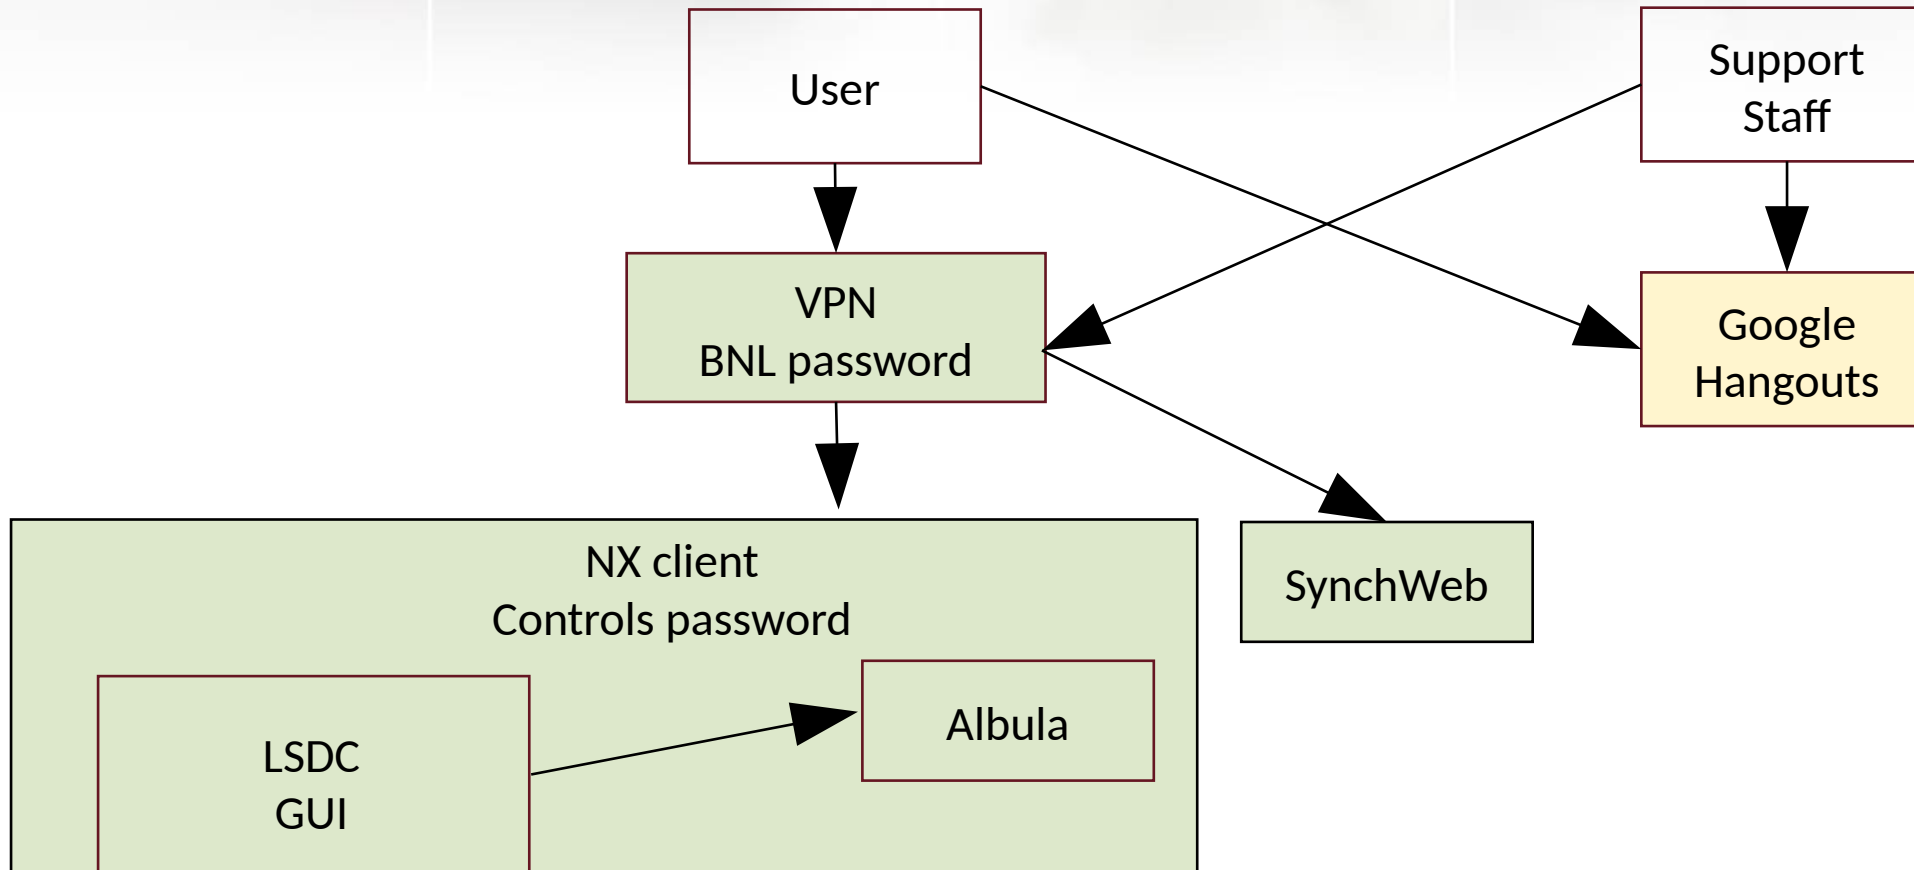 User
Support
Staff
VPN
BNL password
Google
Hangouts
NX client
Controls password
SynchWeb
Albula
LSDC
GUI